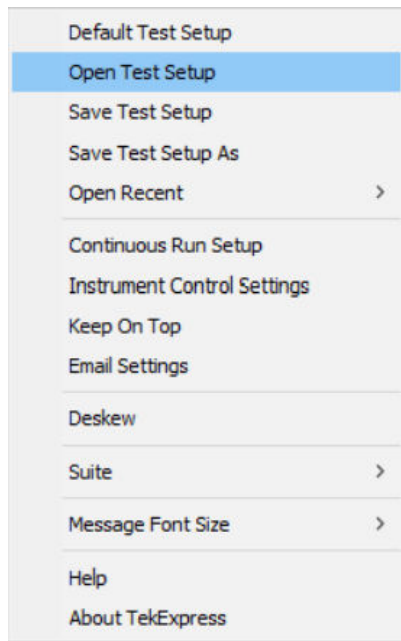 Default Test Setup
Open Test Setup
Save Test Setup
Save Test Setup As
Open Recent
Continuous Run Setup
Instrument Control Settings
Keep On Top
Email Settings
Deskew
Suite
Message Font Size
Help
About TekExpress